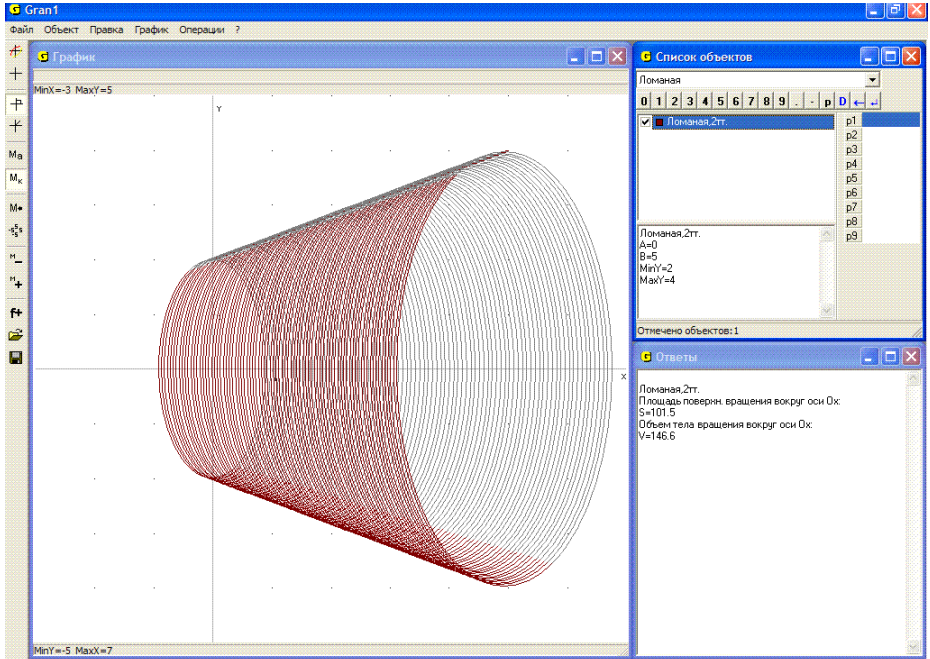 Gran1
Файл Объект Правка График Операции ?
График
MinX=-3 MaxY=5
Y
X
MinY=-5 MaxX=7
Ma
Mк
M
M
M
f+
Список объектов
Ломаная
0 1 2 3 4 5 6 7 8 9 . - p D ← ↵
Ломаная,2тт.
p1
p2
p3
p4
p5
p6
p7
p8
p9
Ломаная,2тт.
A=0
B=5
MinY=2
MaxY=4
Отмечено объектов:1
Ответы
Ломаная,2тт.
Площадь поверхн. вращения вокруг оси Ox:
S=101.5
Объем тела вращения вокруг оси Ox:
V=146.6